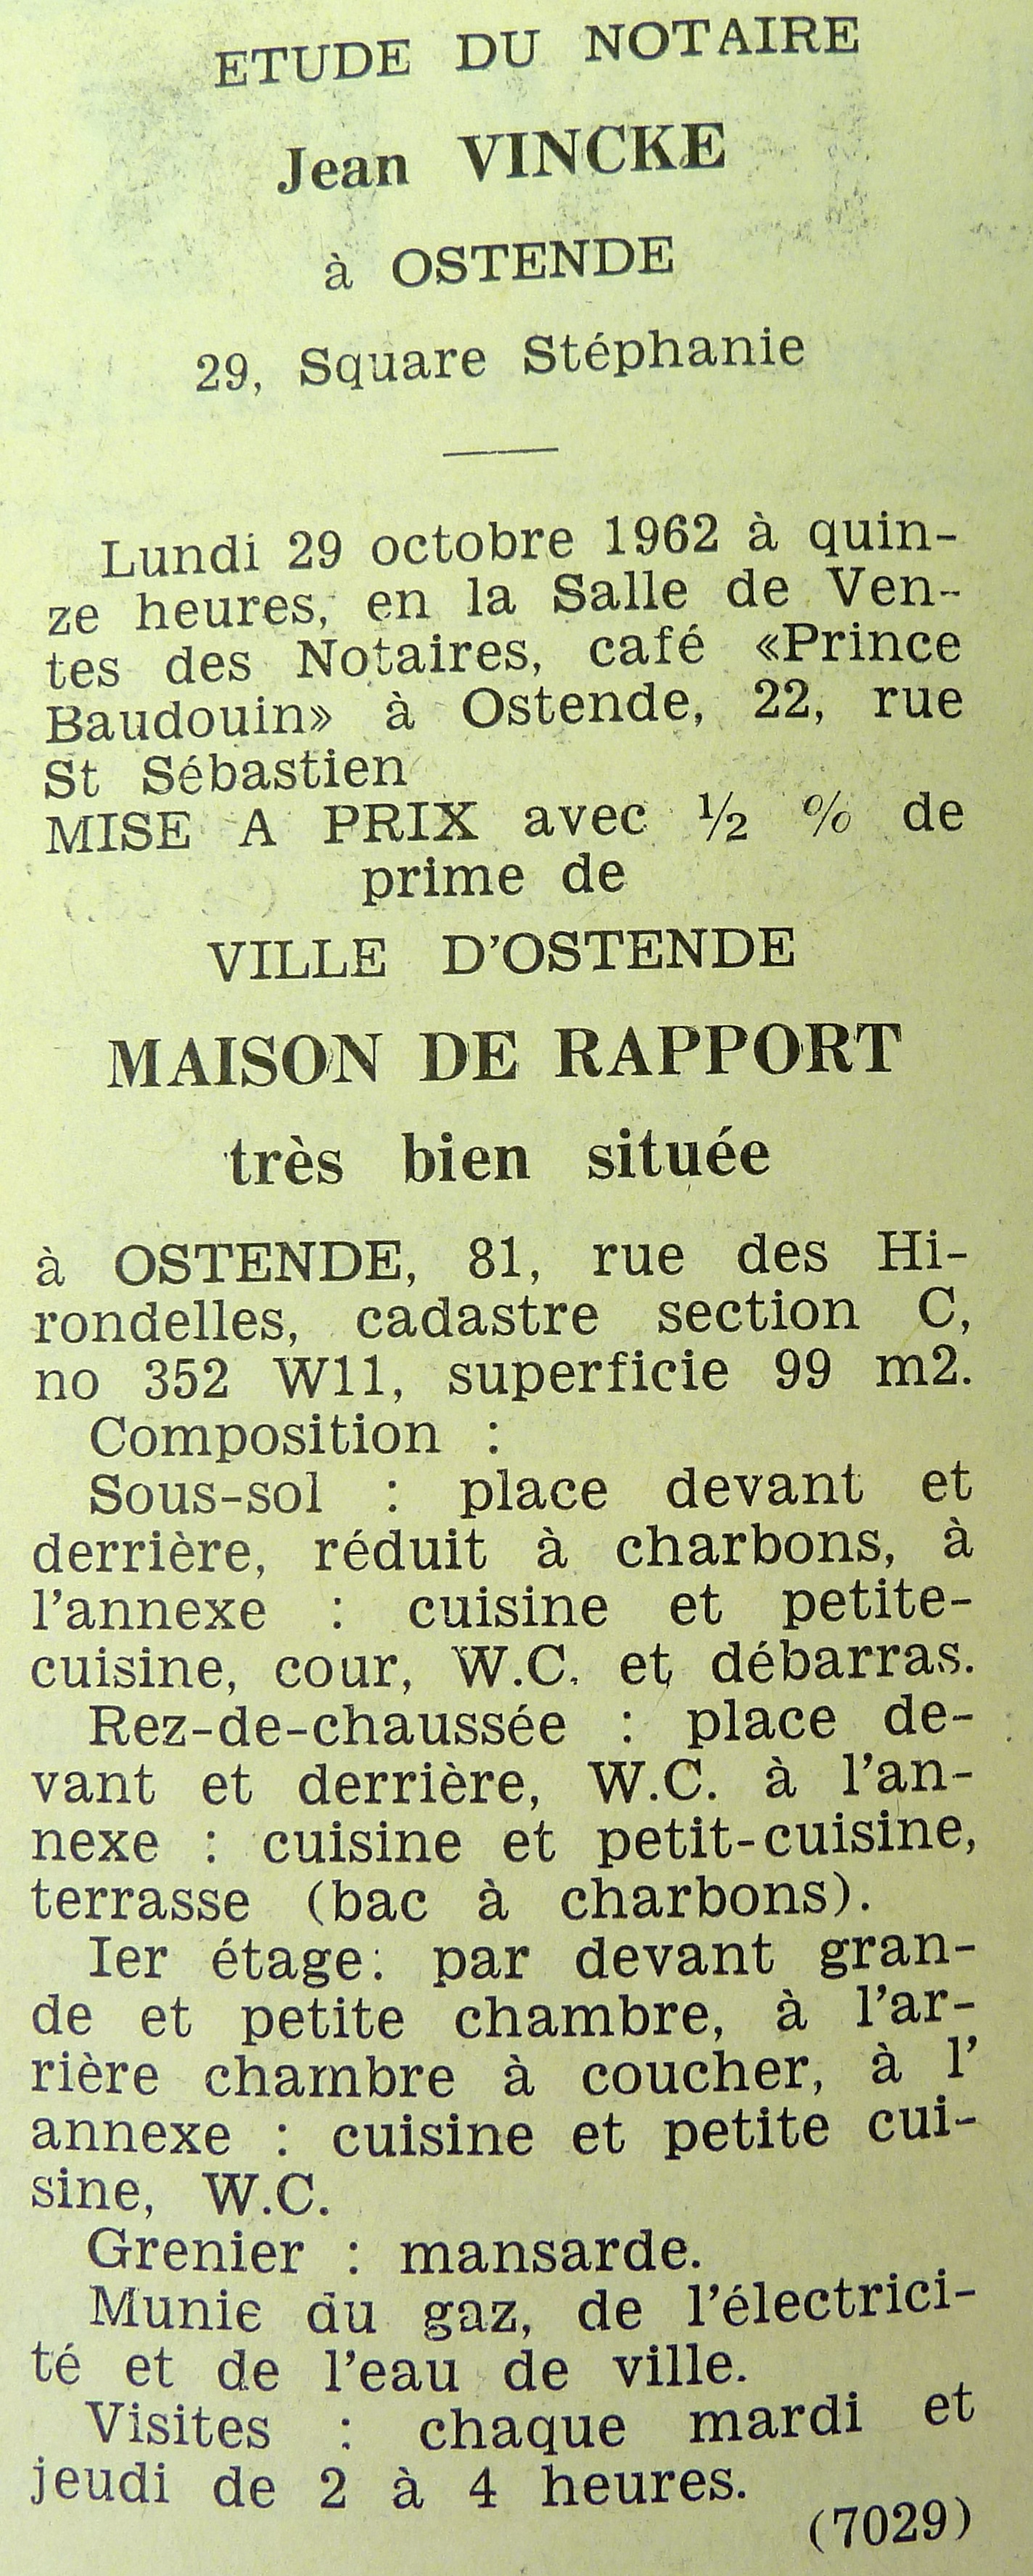 ETUDE DU NOTAIRE
Jean VINCKE
à OSTENDE
29, Square Stéphanie
Lundi 29 octobre 1962 à quin-
ze heures, en la Salle de Ven-
tes des Notaires, café «Prince
Baudouin» à Ostende, 22, rue
St Sébastien
MISE A PRIX avec ½ % de
prime de
VILLE D'OSTENDE
MAISON DE RAPPORT
très bien située
à OSTENDE, 81, rue des Hi-
rondelles, cadastre section C,
no 352 W11, superficie 99 m2.
Composition :
Sous-sol : place devant et
derrière, réduit à charbons, à
l'annexe : cuisine et petite-
cuisine, cour, W.C. et débarras.
Rez-de-chaussée : place de-
vant et derrière, W.C. à l'an-
nexe : cuisine et petit-cuisine,
terrasse (bac à charbons).
Ier étage: par devant gran-
de et petite chambre, à l'ar-
rière chambre à coucher, à l'
annexe : cuisine et petite cui-
sine, W.C.
Grenier : mansarde.
Munie du gaz, de l'électrici-
té et de l'eau de ville.
Visites : chaque mardi et
jeudi de 2 à 4 heures.
(7029)